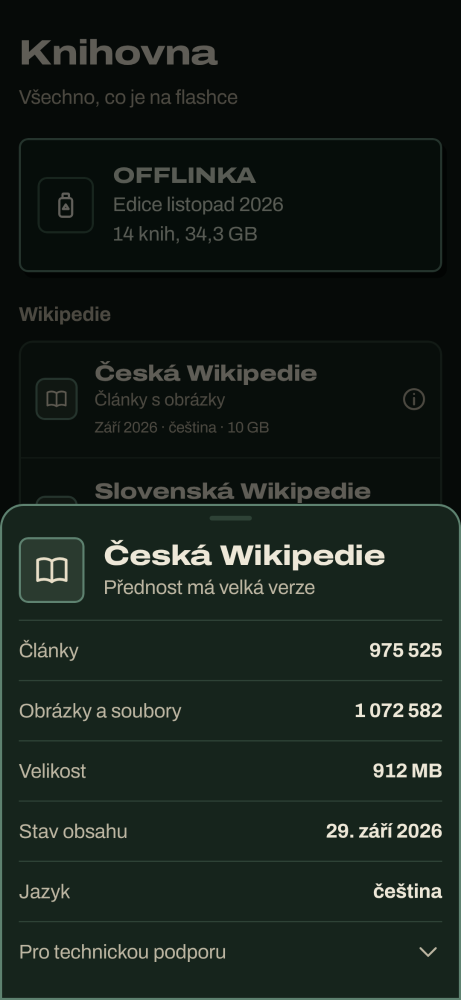 Knihovna
Všechno, co je na flashce
OFFLINKA
Edice listopad 2026
14 knih, 34,3 GB
Wikipedie
Česká Wikipedie
Články s obrázky
Září 2026 · čeština · 10 GB
Slovenská Wikipedie
Česká Wikipedie
Přednost má velká verze
Články 975 525
Obrázky a soubory 1 072 582
Velikost 912 MB
Stav obsahu 29. září 2026
Jazyk čeština
Pro technickou podporu